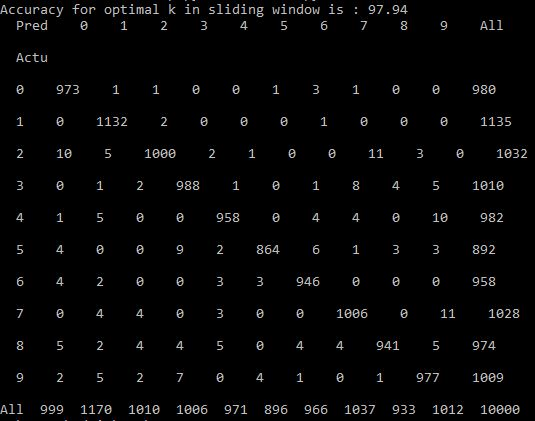 Accuracy for optimal k in sliding window is : 97.94
Pred 0 1 2 3 4 5 6 7 8 9 All
Actu
0 973 1 1 0 0 1 3 1 0 0 980
1 0 1132 2 0 0 0 1 0 0 0 1135
2 10 5 1000 2 1 0 0 11 3 0 1032
3 0 1 2 988 1 0 1 8 4 5 1010
4 1 5 0 0 958 0 4 4 0 10 982
5 4 0 0 9 2 864 6 1 3 3 892
6 4 2 0 0 3 3 946 0 0 0 958
7 0 4 4 0 3 0 0 1006 0 11 1028
8 5 2 4 4 5 0 4 4 941 5 974
9 2 5 2 7 0 4 1 0 1 977 1009
All 999 1170 1010 1006 971 896 966 1037 933 1012 10000